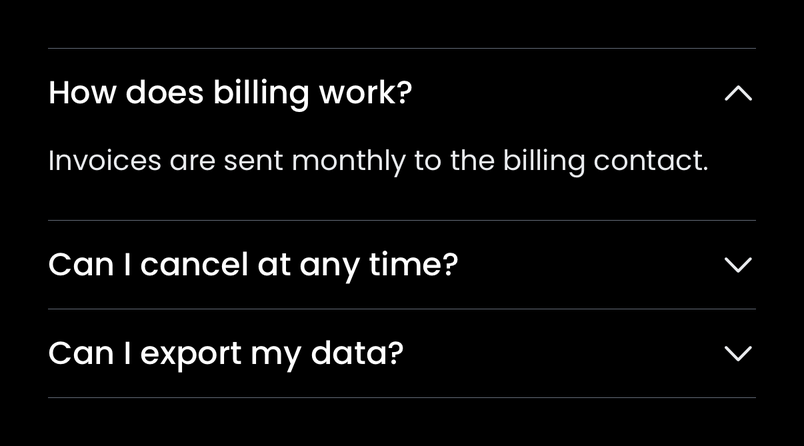 How does billing work?
Invoices are sent monthly to the billing contact.
Can I cancel at any time?
Can I export my data?